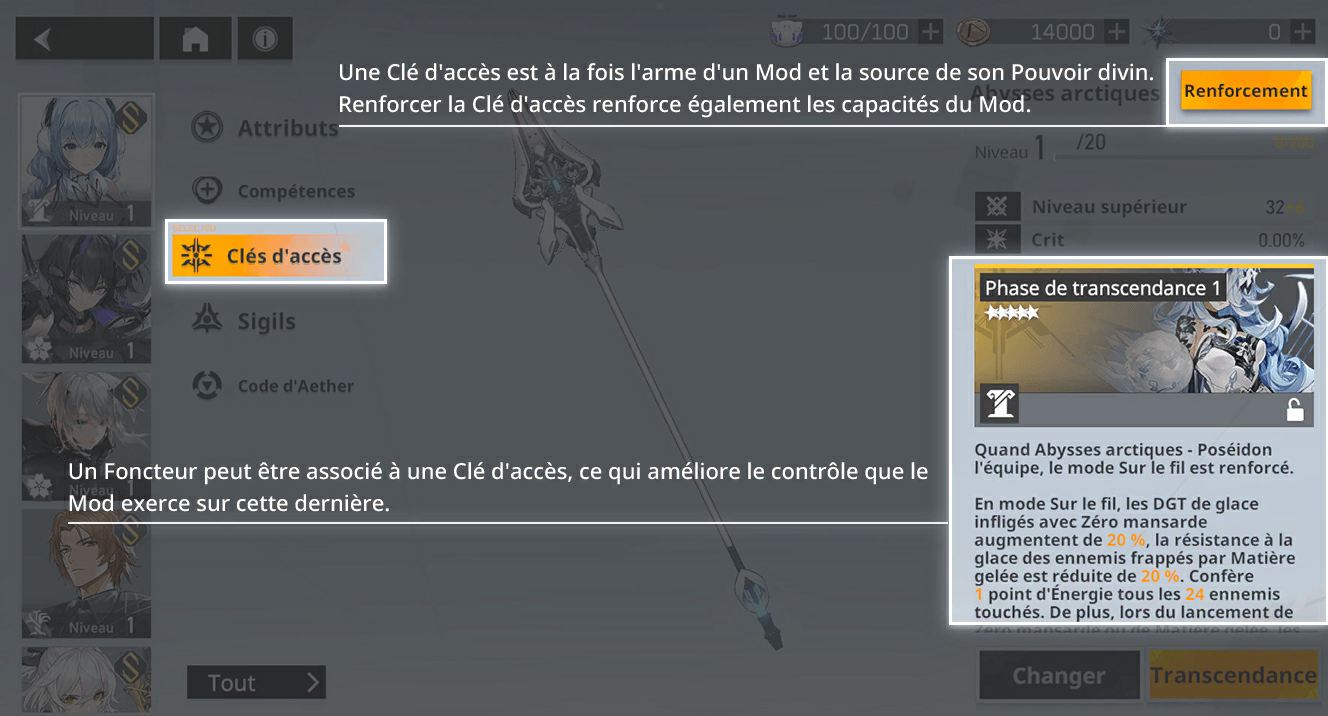 100/100
14000
0
Une Clé d'accès est à la fois l'arme d'un Mod et la source de son Pouvoir divin.
Renforcer la Clé d'accès renforce également les capacités du Mod.
Abysses arctiques
Renforcement
Niveau 1 /20
Attributs
Compétences
Clés d'accès
Sigils
Code d'Aether
Niveau 1
Niveau 1
Niveau 1
Niveau 1
Niveau supérieur 32
Crit 0.00%
Phase de transcendance 1
Quand Abysses arctiques - Poséidon
l'équipe, le mode Sur le fil est renforcé.
En mode Sur le fil, les DGT de glace
infligés avec Zéro mansarde
augmentent de 20 %, la résistance à la
glace des ennemis frappés par Matière
gelée est réduite de 20 %. Confère
1 point d'Énergie tous les 24 ennemis
touchés. De plus, lors du lancement de
Zéro mansarde ou de Matière gelée, les
Un Foncteur peut être associé à une Clé d'accès, ce qui améliore le contrôle que le
Mod exerce sur cette dernière.
Tout
Changer
Transcendance